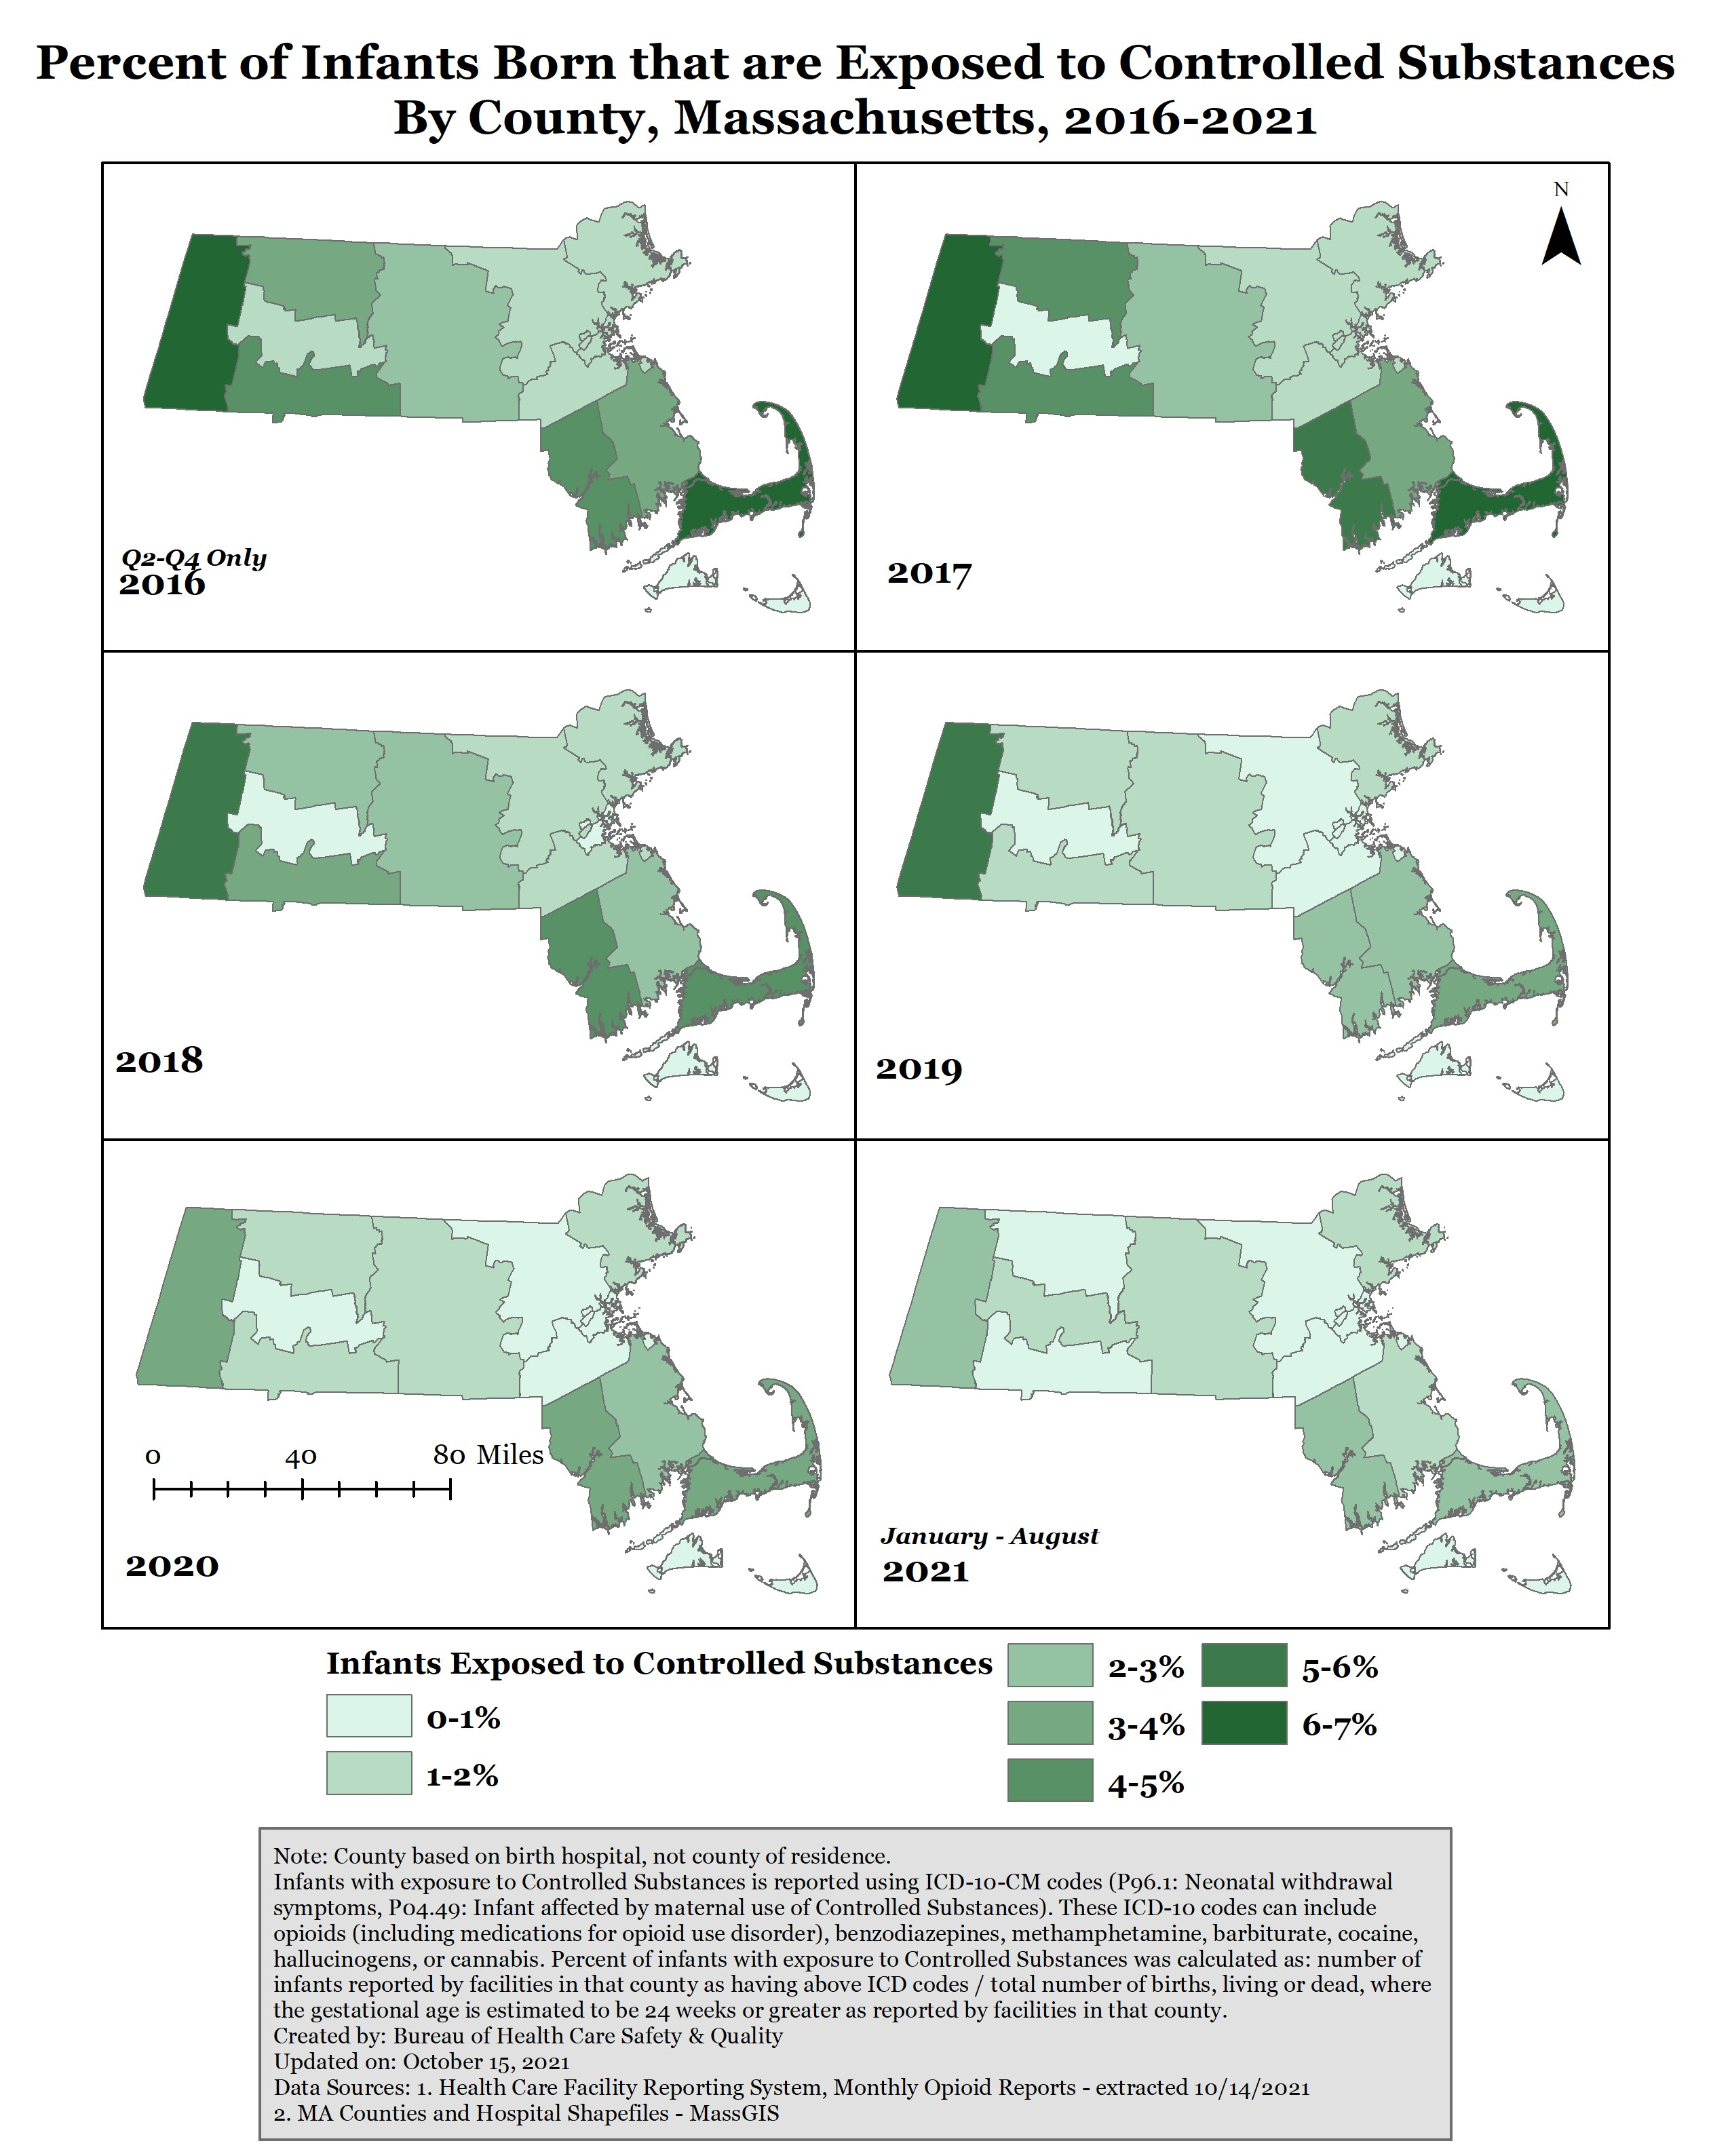 Percent of Infants Born that are Exposed to Controlled Substances
By County, Massachusetts, 2016-2021
N
Q2-Q4 Only
2016
2017
2018
2019
0 40 80 Miles
2020
January - August
2021
Infants Exposed to Controlled Substances
0-1%
1-2%
2-3%
3-4%
4-5%
5-6%
6-7%
Note: County based on birth hospital, not county of residence.
Infants with exposure to Controlled Substances is reported using ICD-10-CM codes (P96.1: Neonatal withdrawal
symptoms, P04.49: Infant affected by maternal use of Controlled Substances). These ICD-10 codes can include
opioids (including medications for opioid use disorder), benzodiazepines, methamphetamine, barbiturate, cocaine,
hallucinogens, or cannabis. Percent of infants with exposure to Controlled Substances was calculated as: number of
infants reported by facilities in that county as having above ICD codes / total number of births, living or dead, where
the gestational age is estimated to be 24 weeks or greater as reported by facilities in that county.
Created by: Bureau of Health Care Safety & Quality
Updated on: October 15, 2021
Data Sources: 1. Health Care Facility Reporting System, Monthly Opioid Reports - extracted 10/14/2021
2. MA Counties and Hospital Shapefiles - MassGIS